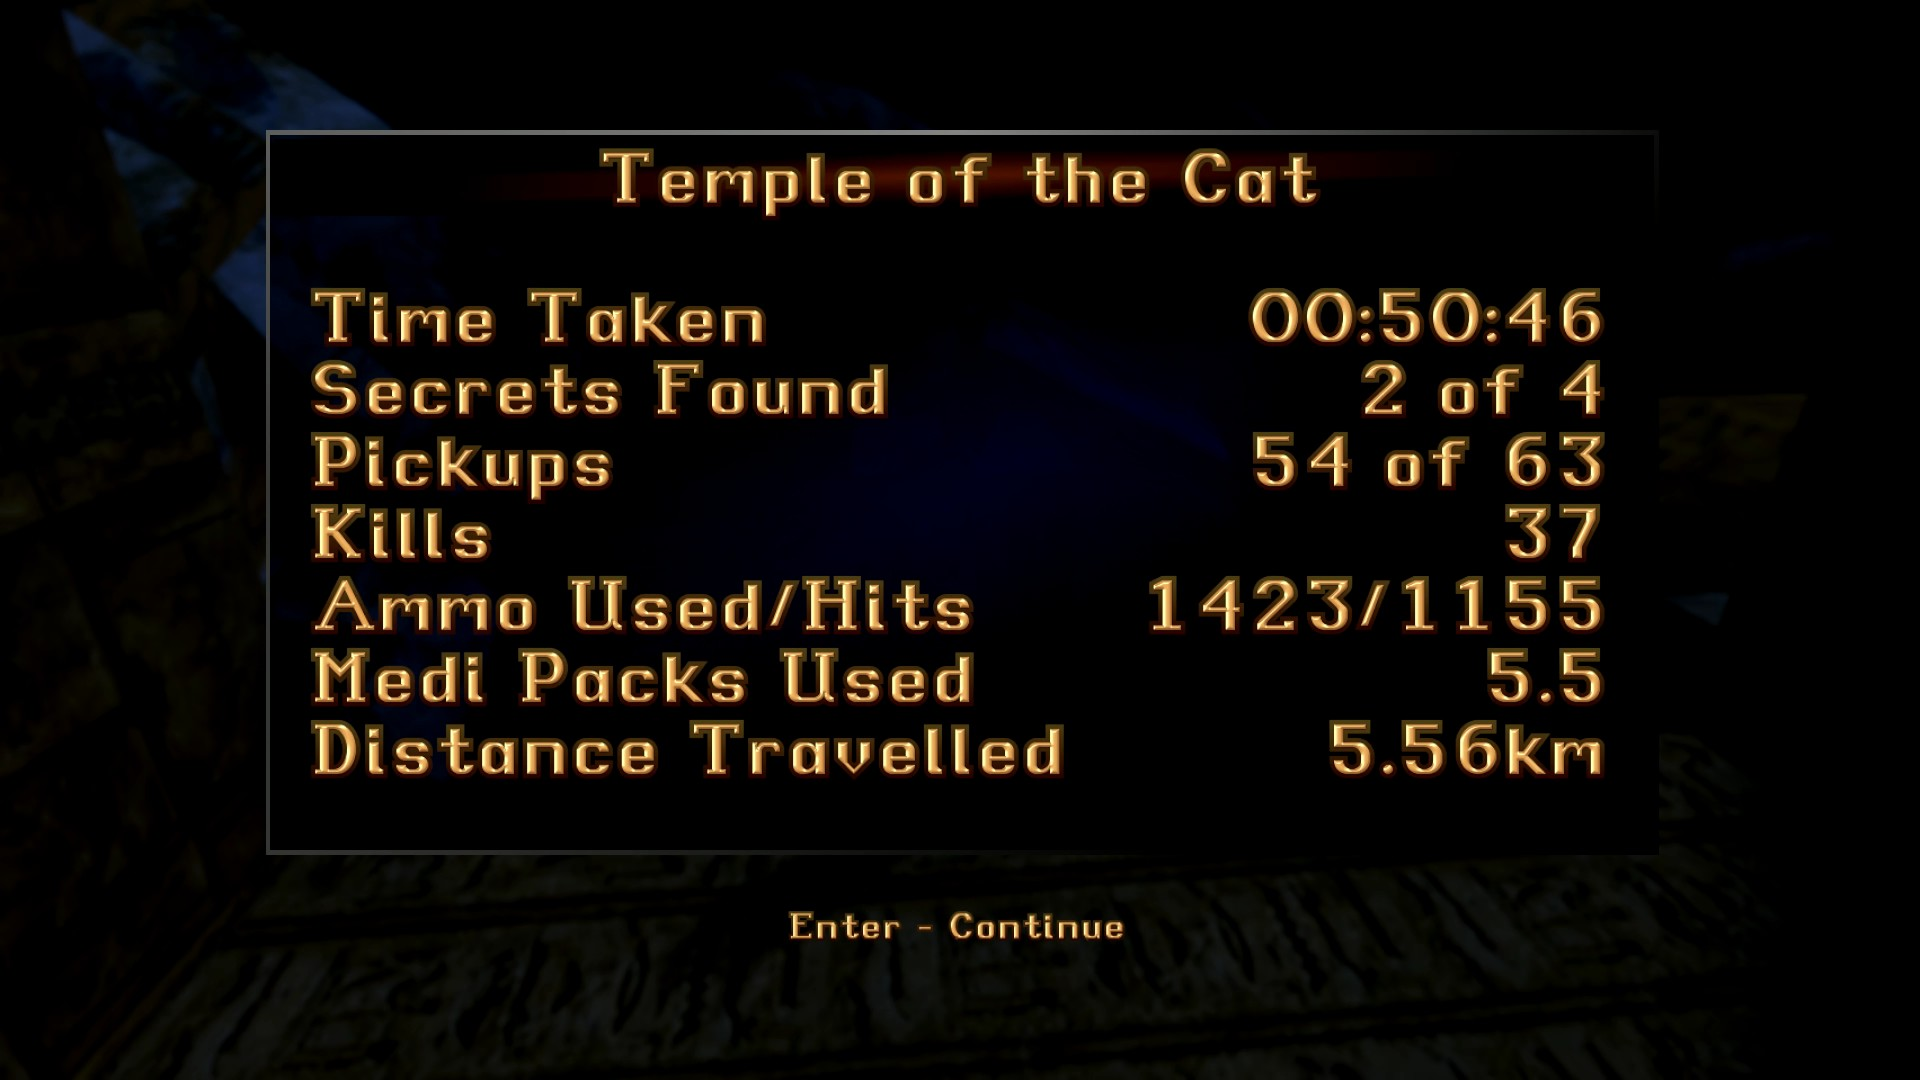 Temple of the Cat
Time Taken 00:50:46
Secrets Found 2 of 4
Pickups 54 of 63
Kills 37
Ammo Used/Hits 1423/1155
Medi Packs Used 5.5
Distance Travelled 5.56km
Enter - Continue